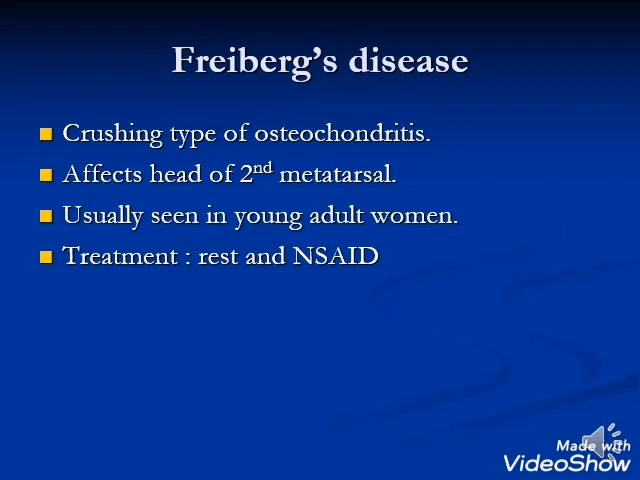 Freiberg’s disease
Crushing type of osteochondritis.
Affects head of 2nd metatarsal.
Usually seen in young adult women.
Treatment : rest and NSAID
Made with
VideoShow